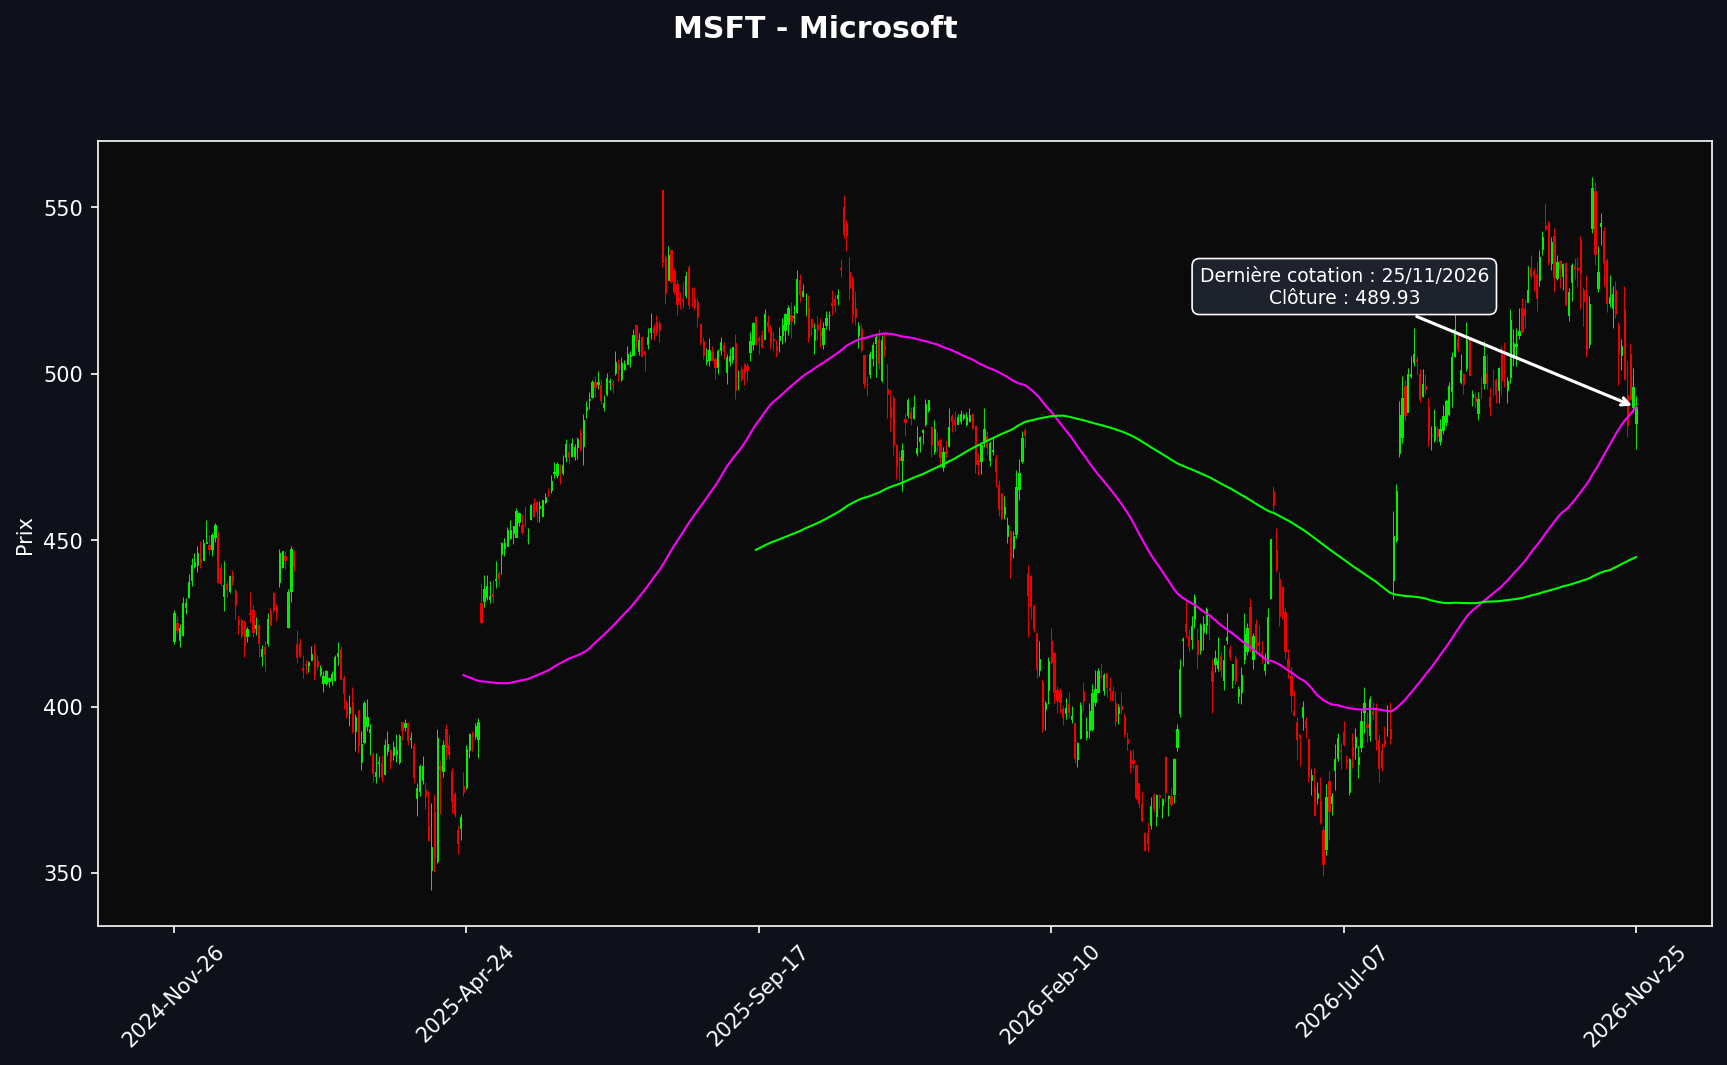 MSFT - Microsoft
Prix
550
500
450
400
350
Dernière cotation : 25/11/2026
Clôture : 489.93
2024-Nov-26
2025-Apr-24
2025-Sep-17
2026-Feb-10
2026-Jul-07
2026-Nov-25